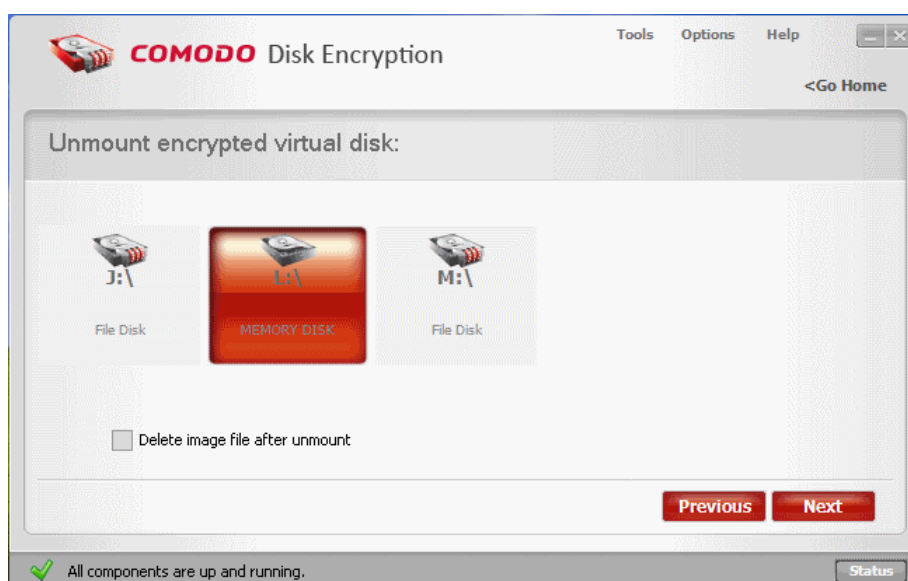 COMODO Disk Encryption
Tools Options Help
<Go Home
Unmount encrypted virtual disk:
J:\ M:\
File Disk MEMORY DISK File Disk
Delete image file after unmount
Previous Next
All components are up and running. Status